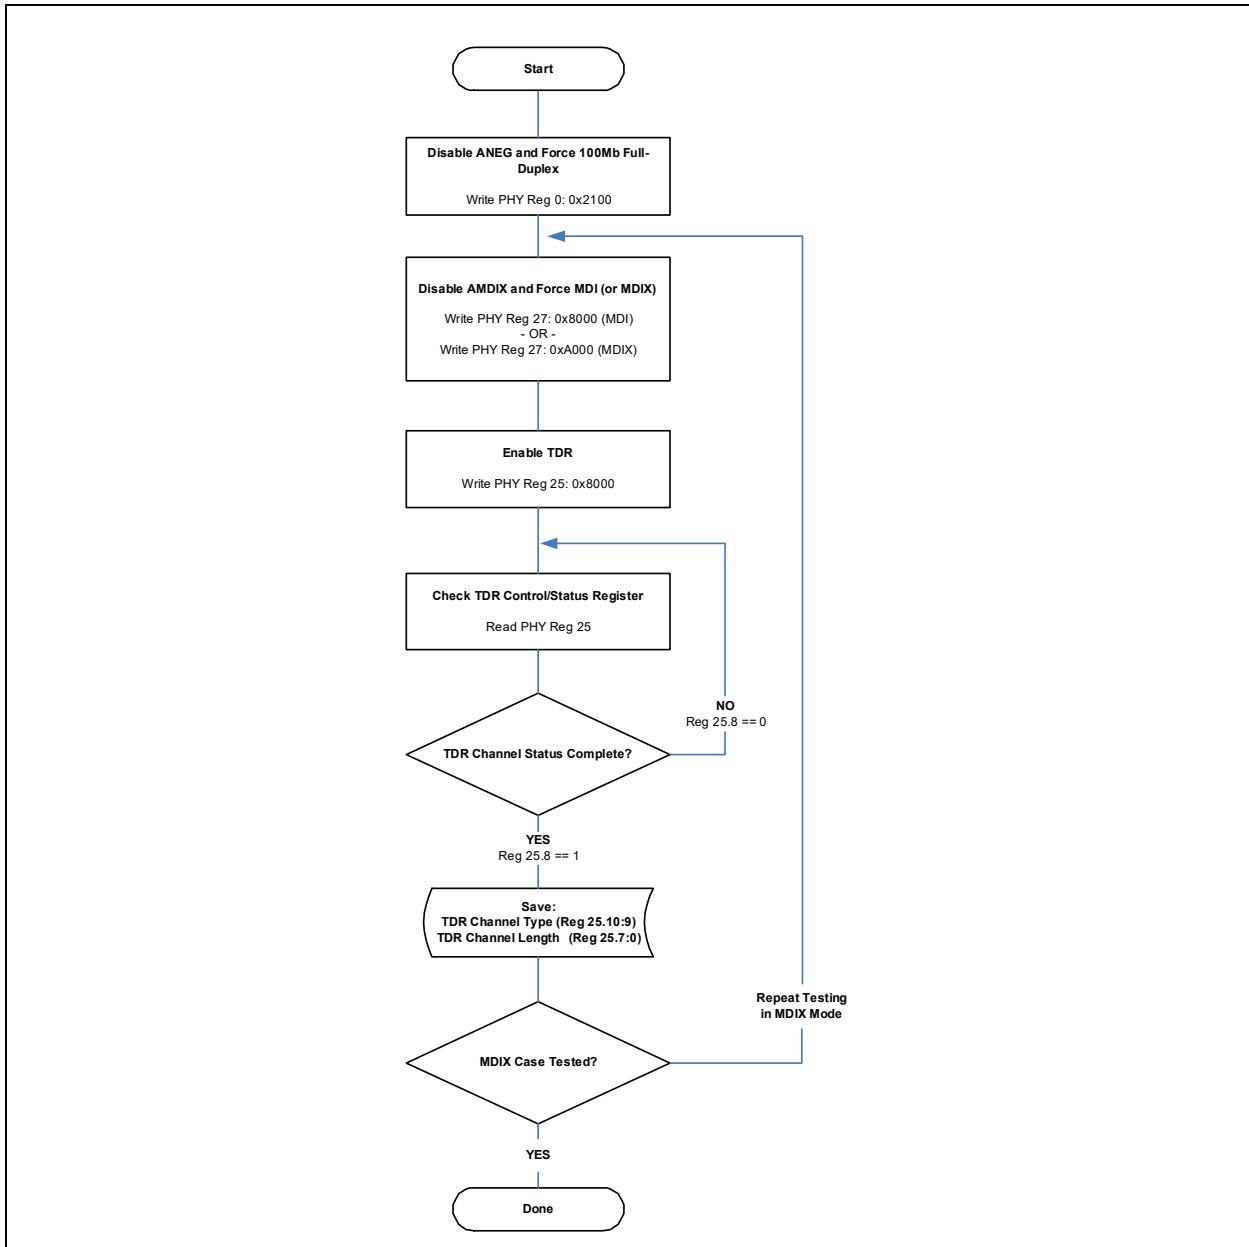 Start
Disable ANEG and Force 100Mb Full-
Duplex
Write PHY Reg 0: 0x2100
Disable AMDIX and Force MDI (or MDIX)
Write PHY Reg 27: 0x8000 (MDI)
- OR -
Write PHY Reg 27: 0xA000 (MDIX)
Enable TDR
Write PHY Reg 25: 0x8000
Check TDR Control/Status Register
Read PHY Reg 25
NO
Reg 25.8 == 0
TDR Channel Status Complete?
YES
Reg 25.8 == 1
Save:
TDR Channel Type (Reg 25.10:9)
TDR Channel Length (Reg 25.7:0)
Repeat Testing
in MDIX Mode
MDIX Case Tested?
YES
Done